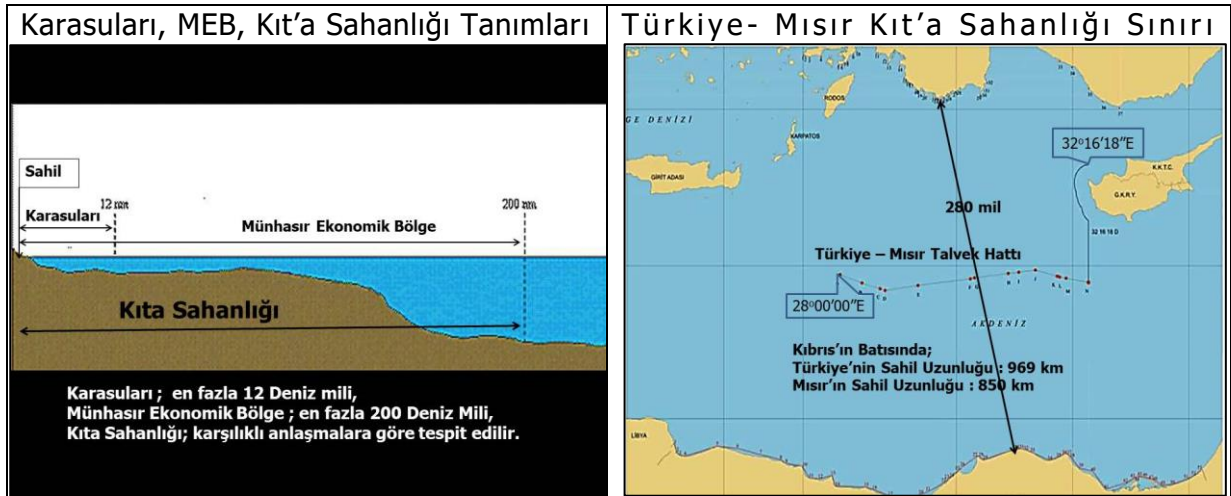 Karasuları, MEB, Kıt’a Sahanlığı Tanımları
Sahil
Karasuları
12
200 nm
Münhasır Ekonomik Bölge
Kıta Sahanlığı
Karasuları ; en fazla 12 Deniz mili,
Münhasır Ekonomik Bölge ; en fazla 200 Deniz Mili,
Kıta Sahanlığı; karşılıklı anlaşmalara göre tespit edilir.
Türkiye- Mısır Kıt’a Sahanlığı Sınırı
RODOS
GE DENİZİ
KARPATOS
GİRİT ADASI
32⁰16’18”E
K.K.T.C.
G.K.R.Y.
280 mil
32 16 18 D
Türkiye – Mısır Talvek Hattı
28⁰00’00”E
AKDENİZ
Kıbrıs’ın Batısında;
Türkiye’nin Sahil Uzunluğu : 969 km
Mısır’ın Sahil Uzunluğu : 850 km
LİBYA